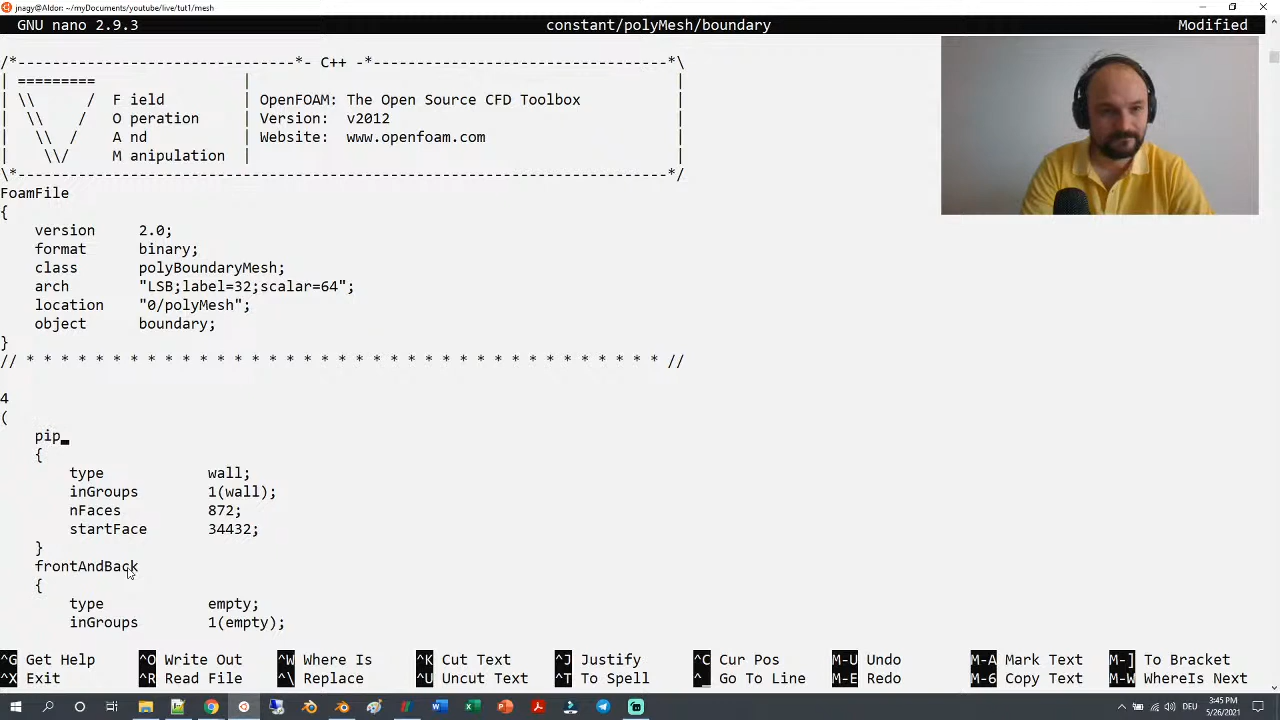 jnagy@Aldor: ~/myDocuments/youtube/live/tut1/mesh
GNU nano 2.9.3 constant/polyMesh/boundary Modified
/*--------------------------------*- C++ -*----------------------------------*\
| ========= | |
| \\ / F ield | OpenFOAM: The Open Source CFD Toolbox |
| \\ / O peration | Version: v2012 |
| \\ / A nd | Website: www.openfoam.com |
| \\/ M anipulation | |
\*---------------------------------------------------------------------------*/
FoamFile
{
version 2.0;
format binary;
class polyBoundaryMesh;
arch "LSB;label=32;scalar=64";
location "0/polyMesh";
object boundary;
}
// * * * * * * * * * * * * * * * * * * * * * * * * * * * * * * * * * * * * * //
4
(
pip
{
type wall;
inGroups 1(wall);
nFaces 872;
startFace 34432;
}
frontAndBack
{
type empty;
inGroups 1(empty);
^G Get Help ^O Write Out ^W Where Is ^K Cut Text ^J Justify ^C Cur Pos M-U Undo M-A Mark Text M-] To Bracket
^X Exit ^R Read File ^\ Replace ^U Uncut Text ^T To Spell ^_ Go To Line M-E Redo M-6 Copy Text M-W WhereIs Next
DEU
3:45 PM
5/26/2021